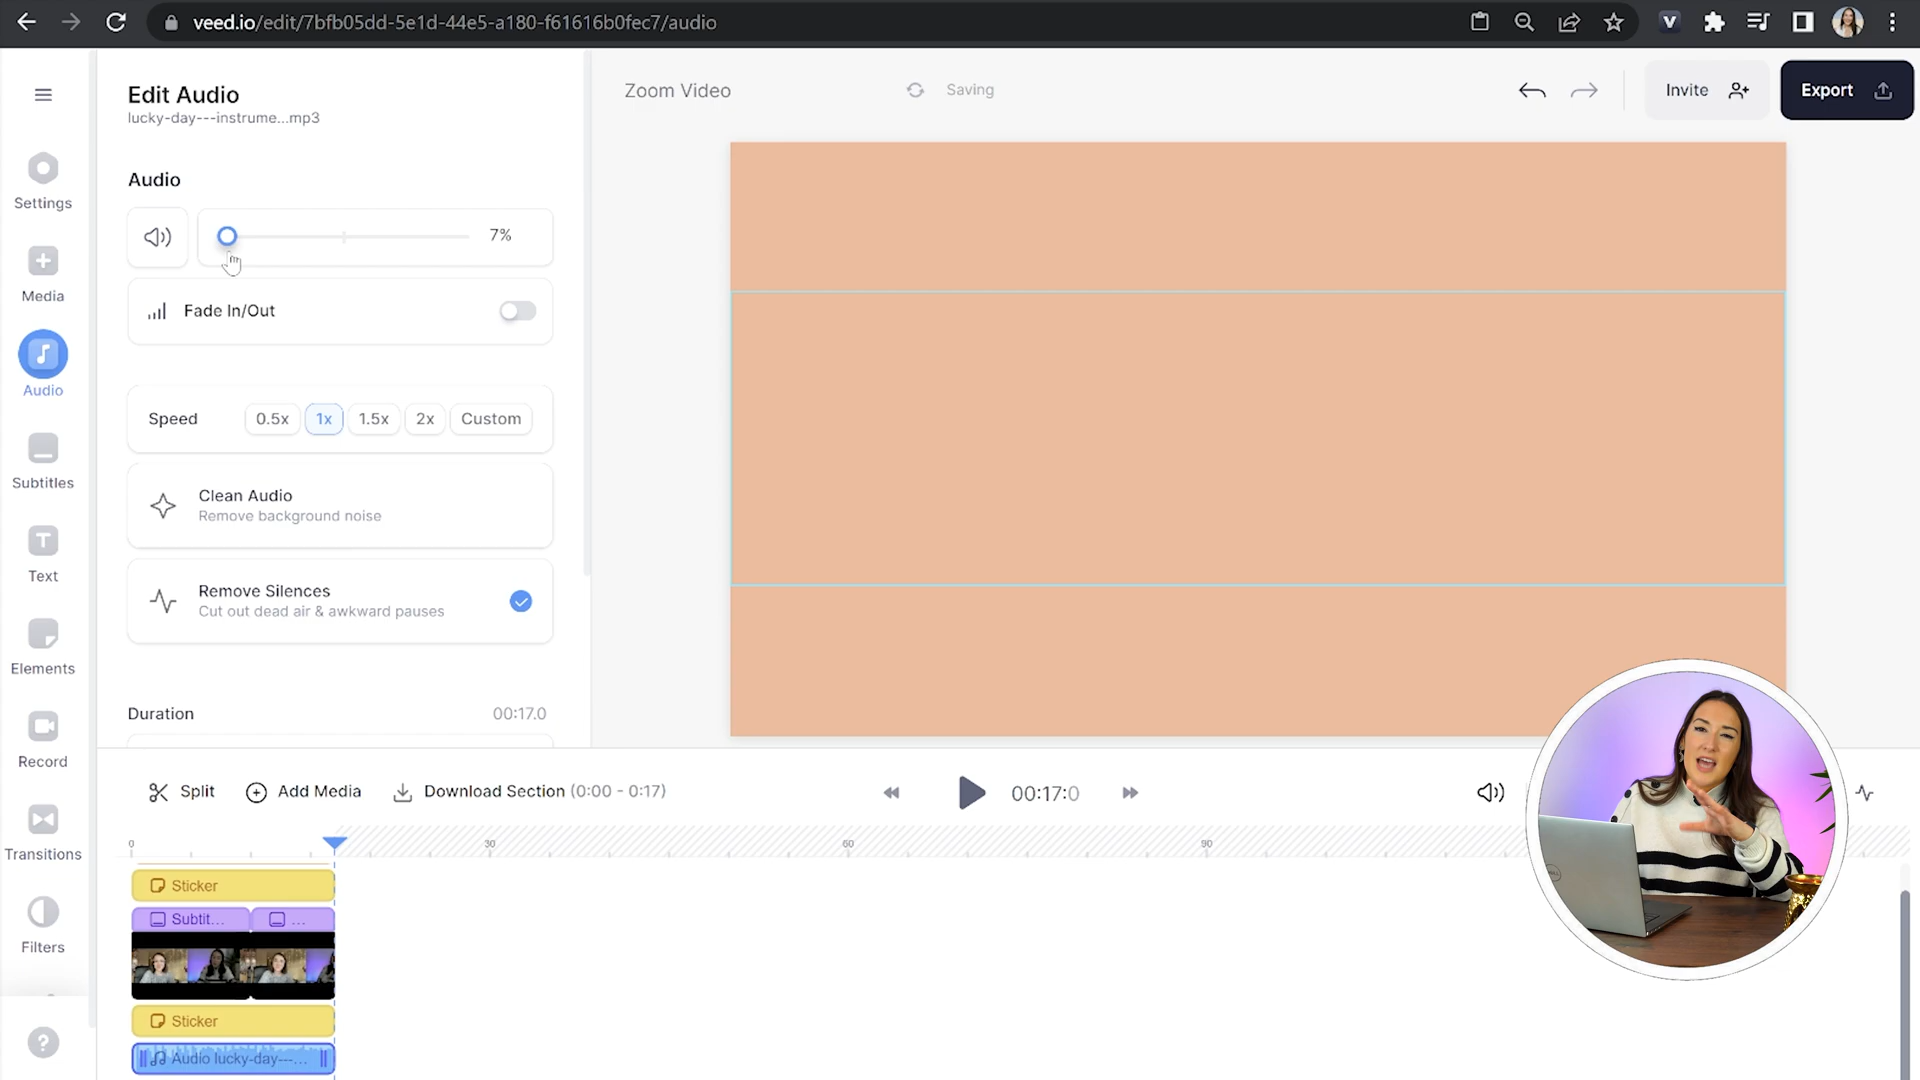 veed.io/edit/7bfb05dd-5e1d-44e5-a180-f61616b0fec7/audio
Edit Audio
lucky-day---instrume...mp3
Zoom Video
Saving
Invite
Export
Settings
Media
Audio
Subtitles
Text
Elements
Record
Transitions
Filters
?
Audio
7%
Fade In/Out
Speed
0.5x
1x
1.5x
2x
Custom
Clean Audio
Remove background noise
Remove Silences
Cut out dead air & awkward pauses
Duration
00:17.0
Split
Add Media
Download Section (0:00 - 0:17)
00:17:0
0
30
60
90
Sticker
Subtit...
...
Sticker
Audio lucky-day---...